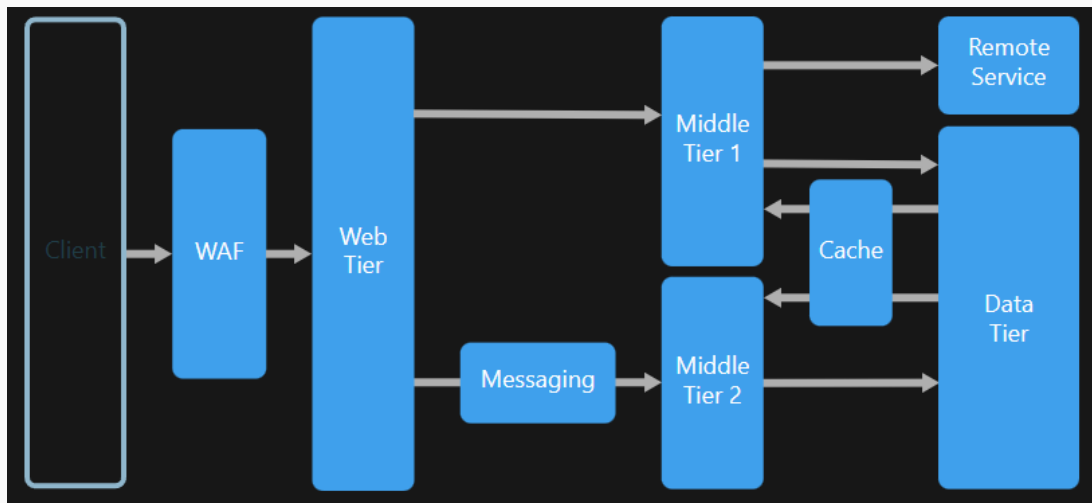 Client
WAF
Web
Tier
Messaging
Middle
Tier 1
Middle
Tier 2
Cache
Remote
Service
Data
Tier